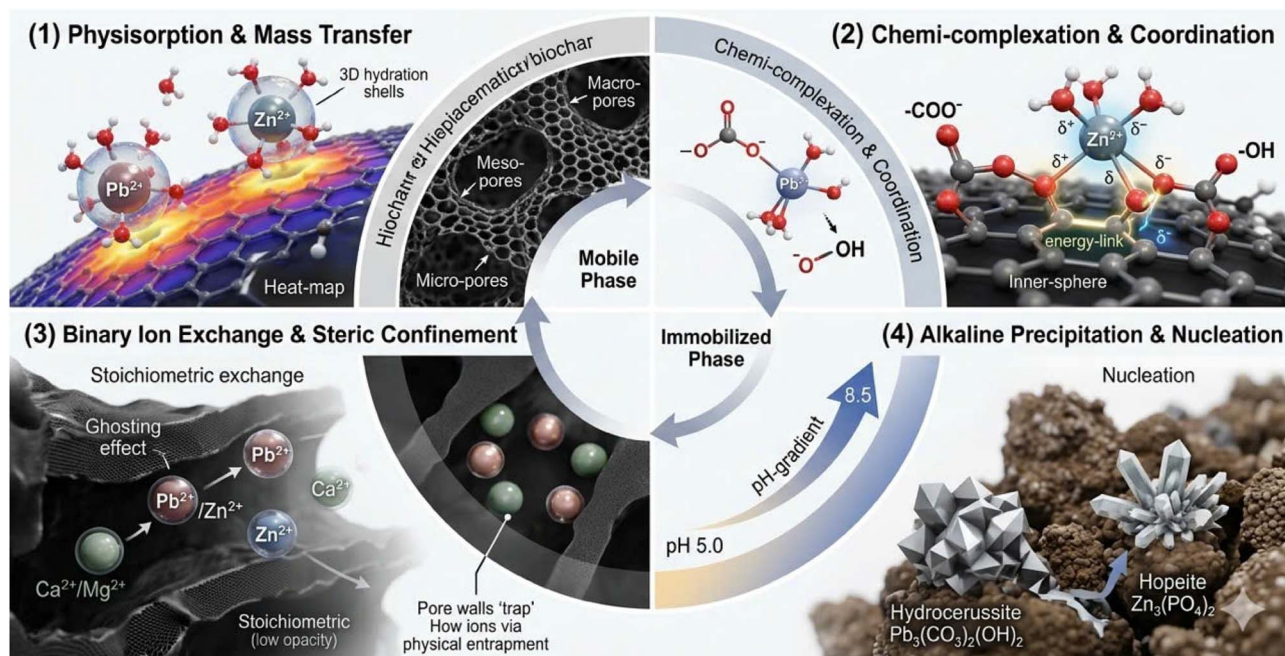 (1) Physisorption & Mass Transfer
3D hydration
shells
Zn²⁺
Pb²⁺
Heat-map
Hiochartr of Hieplacematict/biochar
Macro-
pores
Meso-
pores
Micro-pores
Mobile
Phase
Chemi-complexation & Coordination
Pb²⁺
O
OH
(2) Chemi-complexation & Coordination
-COO⁻
Zn²⁺
δ⁺
δ⁻
δ⁺
δ⁻
δ
δ⁻
-OH
energy-link
Inner-sphere
(3) Binary Ion Exchange & Steric Confinement
Stoichiometric exchange
Ghosting
effect
Pb²⁺
Pb²⁺
/Zn²⁺
Ca²⁺
Zn²⁺
Ca²⁺/Mg²⁺
Stoichiometric
(low opacity)
Pore walls ‘trap’
How ions via
physical entrapment
Immobilized
Phase
8.5
pH-gradient
pH 5.0
(4) Alkaline Precipitation & Nucleation
Nucleation
Hydrocerussite
Pb₃(CO₃)₂(OH)₂
Hopeite
Zn₃(PO₄)₂